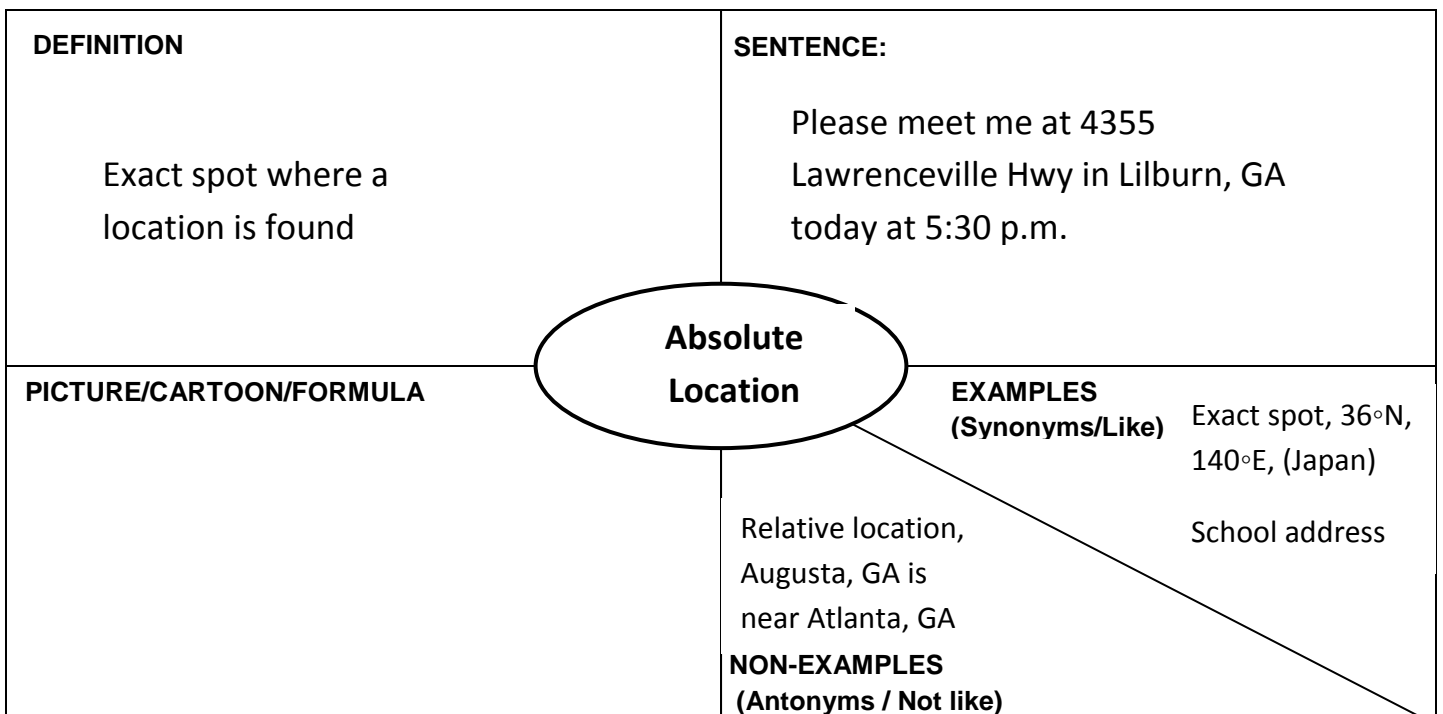 DEFINITION
Exact spot where a
location is found
SENTENCE:
Please meet me at 4355
Lawrenceville Hwy in Lilburn, GA
today at 5:30 p.m.
Absolute
Location
PICTURE/CARTOON/FORMULA
EXAMPLES
(Synonyms/Like)
Exact spot, 36◦N,
140◦E, (Japan)
School address
Relative location,
Augusta, GA is
near Atlanta, GA
NON-EXAMPLES
(Antonyms / Not like)